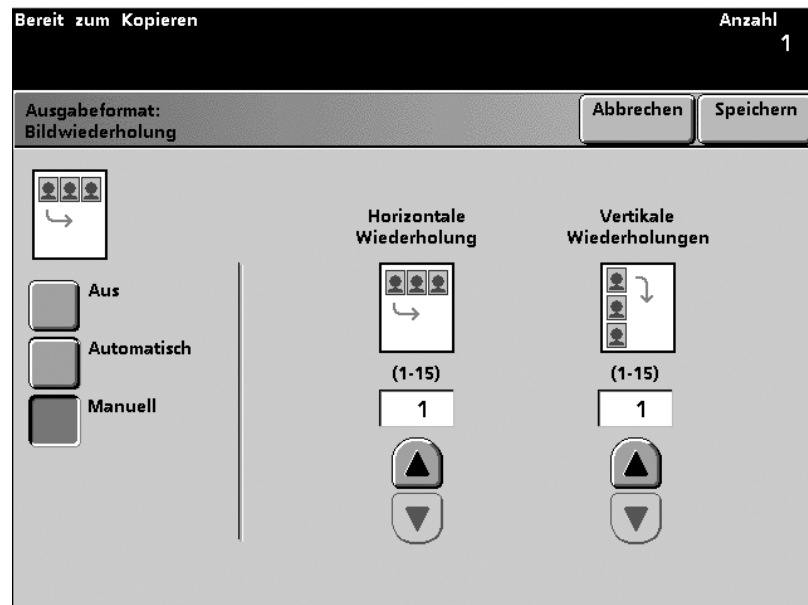 Bereit zum Kopieren
Anzahl
1
Ausgabeformat:
Bildwiederholung
Abbrechen
Speichern
Aus
Automatisch
Manuell
Horizontale
Wiederholung
(1-15)
1
Vertikale
Wiederholungen
(1-15)
1